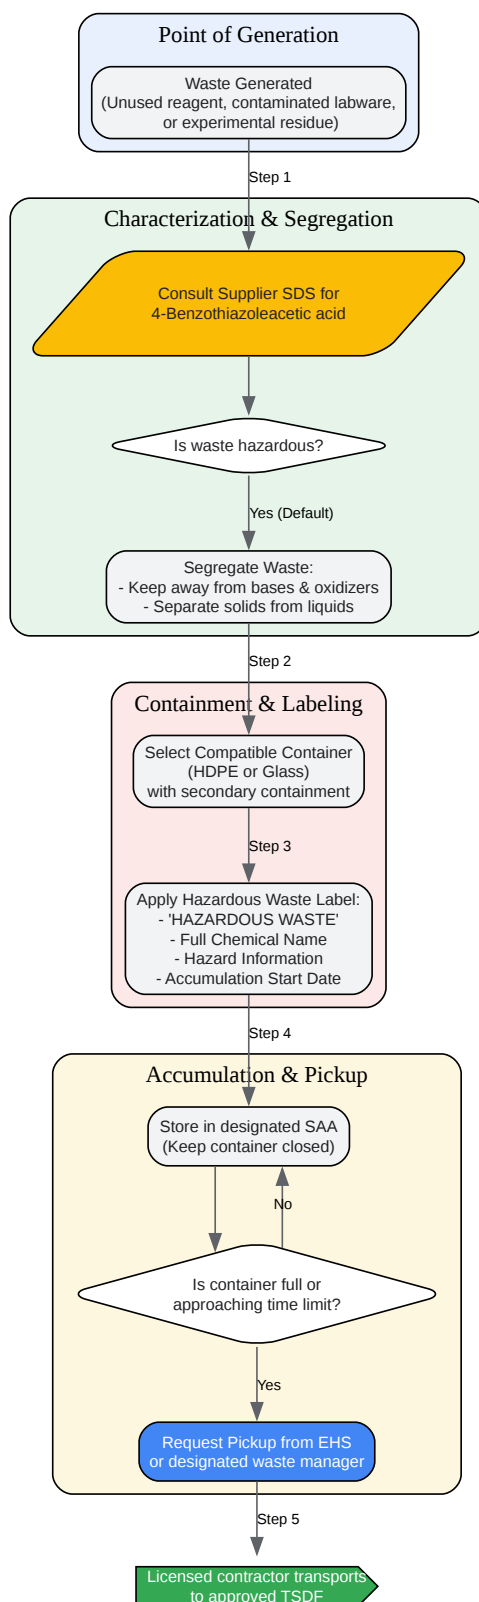 Point of Generation
Waste Generated
(Unused reagent, contaminated labware,
or experimental residue)
Step 1
Characterization & Segregation
Consult Supplier SDS for
4-Benzothiazoleacetic acid
Is waste hazardous?
Yes (Default)
Segregate Waste:
- Keep away from bases & oxidizers
- Separate solids from liquids
Step 2
Containment & Labeling
Select Compatible Container
(HDPE or Glass)
with secondary containment
Step 3
Apply Hazardous Waste Label:
- 'HAZARDOUS WASTE'
- Full Chemical Name
- Hazard Information
- Accumulation Start Date
Step 4
Accumulation & Pickup
Store in designated SAA
(Keep container closed)
No
Is container full or
approaching time limit?
Yes
Request Pickup from EHS
or designated waste manager
Step 5
Licensed contractor transports
to approved TSDF